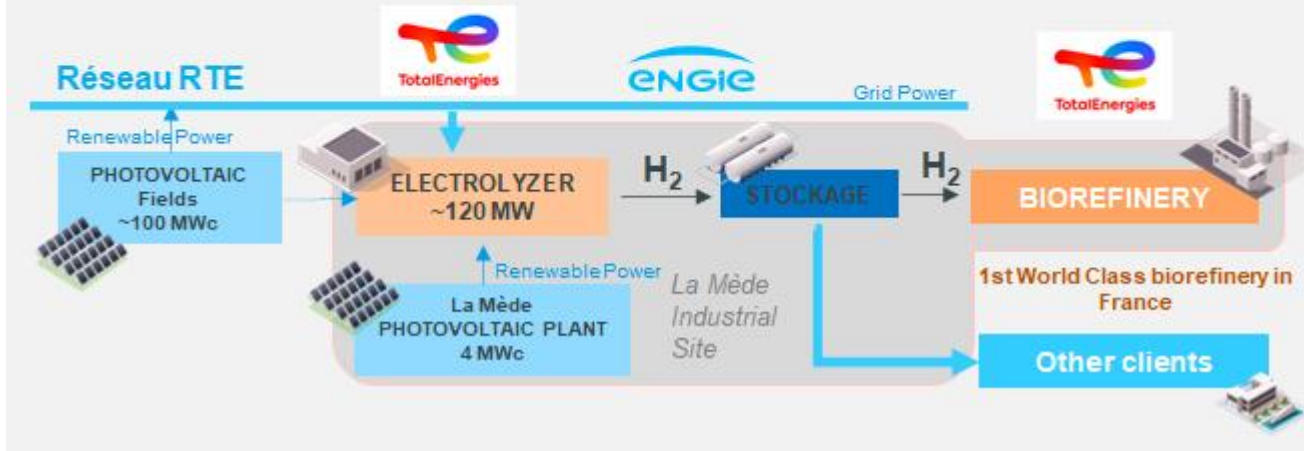 TotalEnergies
ENGIE
TotalEnergies
Réseau RTE
Grid Power
Renewable Power
PHOTOVOLTAIC
Fields
~100 MWc
ELECTROLYZER
~120 MW
H2
STOCKAGE
H2
BIOREFINERY
Renewable Power
La Mède
PHOTOVOLTAIC PLANT
4 MWc
La Mède
Industrial
Site
1st World Class biorefinery in
France
Other clients